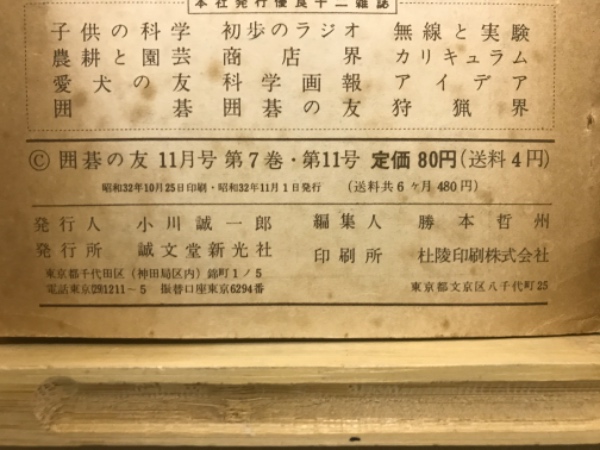 本社発行優良十二雑誌
子供の科学 初歩のラジオ 無線と実験
農耕と園芸 商店界 カリキュラム
愛犬の友 科学画報 アイデア
囲碁 囲碁の友 狩猟界
Ⓒ 囲碁の友 11月号 第7巻・第11号 定価 80円(送料4円)
昭和32年10月25日印刷・昭和32年11月1日発行 (送料共6ヶ月480円)
発行人 小川誠一郎 編集人 勝本哲州
発行所 誠文堂新光社 印刷所 杜陵印刷株式会社
東京都千代田区(神田局区内)錦町1ノ5
電話東京291211～5 振替口座東京6294番 東京都文京区八千代町25